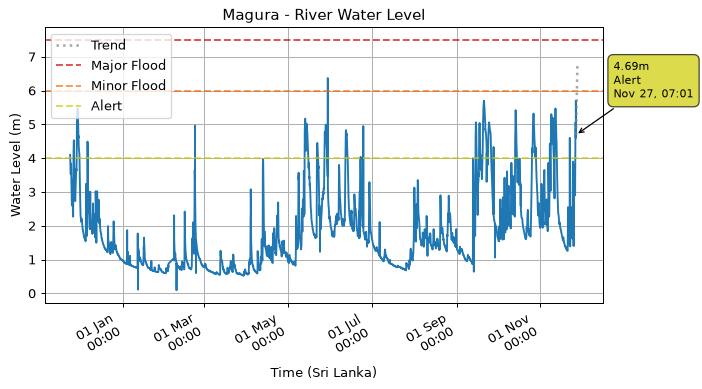 Magura - River Water Level
Trend
Major Flood
Minor Flood
Alert
4.69m
Alert
Nov 27, 07:01
Water Level (m)
7
6
5
4
3
2
1
0
01 Jan
00:00
01 Mar
00:00
01 May
00:00
01 Jul
00:00
01 Sep
00:00
01 Nov
00:00
Time (Sri Lanka)